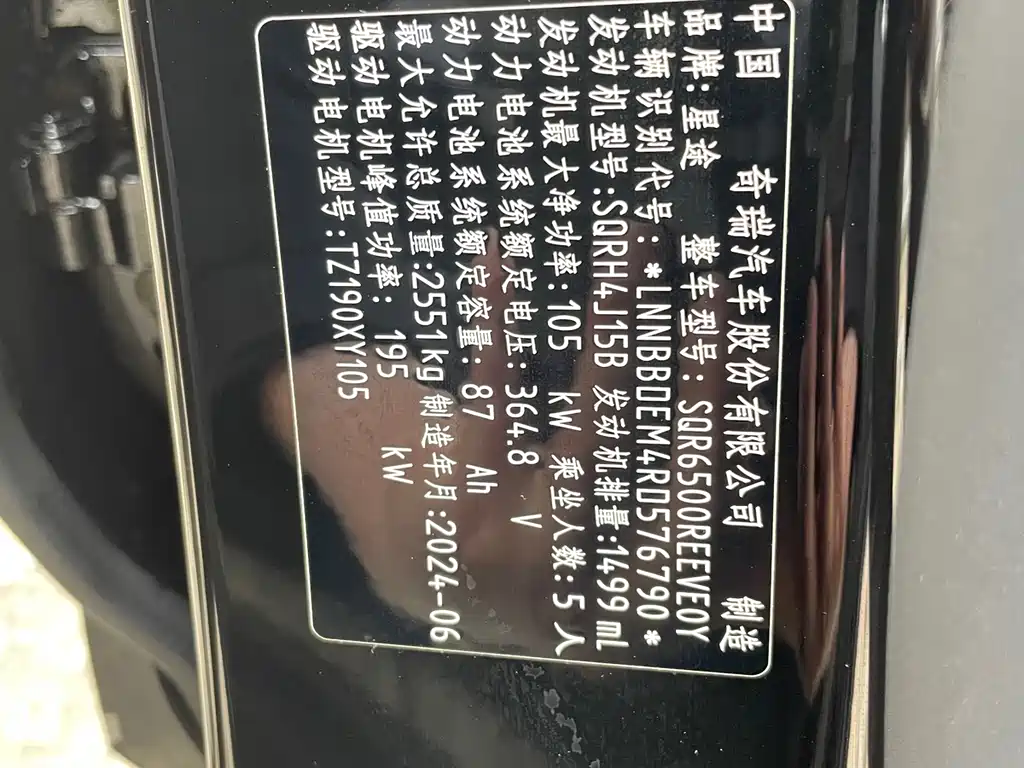 中国 奇瑞汽车股份有限公司 制造
品牌:星途 整车型号:SQR6500REEVE0Y
车辆识别代号:*LNNBBDEM4RD576790*
发动机型号:SQRH4J15B 发动机排量:1499ml
发动机最大净功率:105 kW 乘坐人数:5人
动力电池系统额定电压:364.8 V
动力电池系统额定容量:87 Ah
最大允许总质量:2551kg 制造年月:2024-06
驱动电机峰值功率:195 kW
驱动电机型号:TZ190XY105